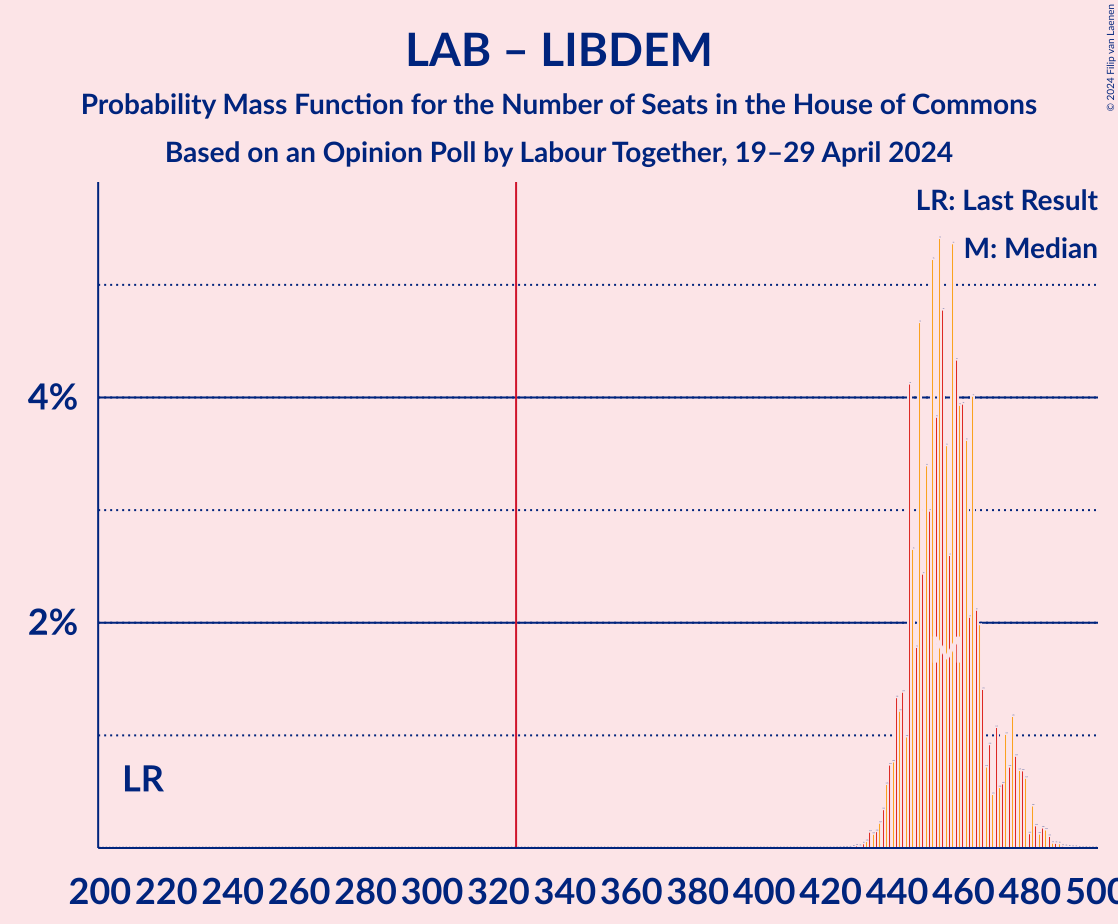 LAB – LIBDEM
Probability Mass Function for the Number of Seats in the House of Commons
Based on an Opinion Poll by Labour Together, 19–29 April 2024
© 2024 Filip van Laenen
LR: Last Result
M: Median
4%
2%
LR
M
200 220 240 260 280 300 320 340 360 380 400 420 440 460 480 500